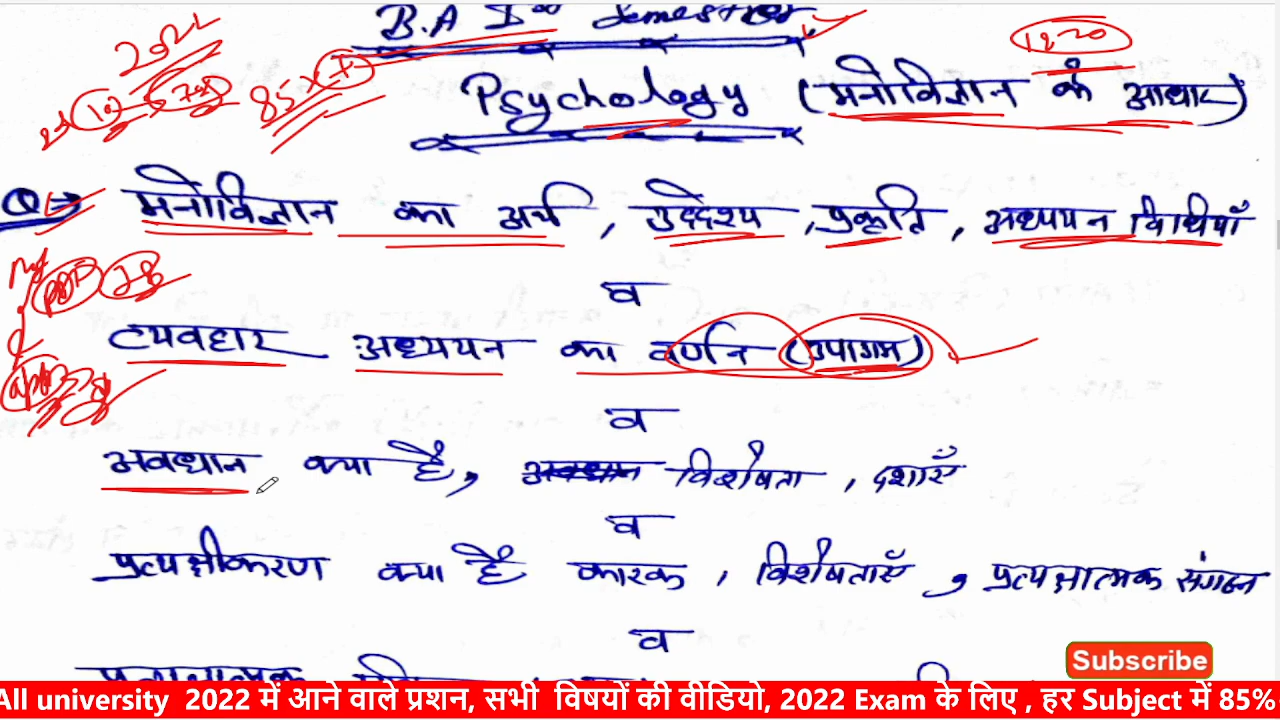 B.A Ist Semester
2022
85%+
Psychology (मनोविज्ञान के आधार)
मनोविज्ञान का अर्थ, उद्देश्य, प्रकृति, अध्ययन विधियाँ
व
व्यवहार अध्ययन का वर्णन (उपागम)
व
अवधान क्या है, विशेषता, दशाएँ
व
प्रत्यक्षीकरण क्या है कारक, विशेषताएँ, प्रत्यक्षात्मक संगठन
व
Subscribe
All university 2022 में आने वाले प्रशन, सभी विषयों की वीडियो, 2022 Exam के लिए , हर Subject में 85%